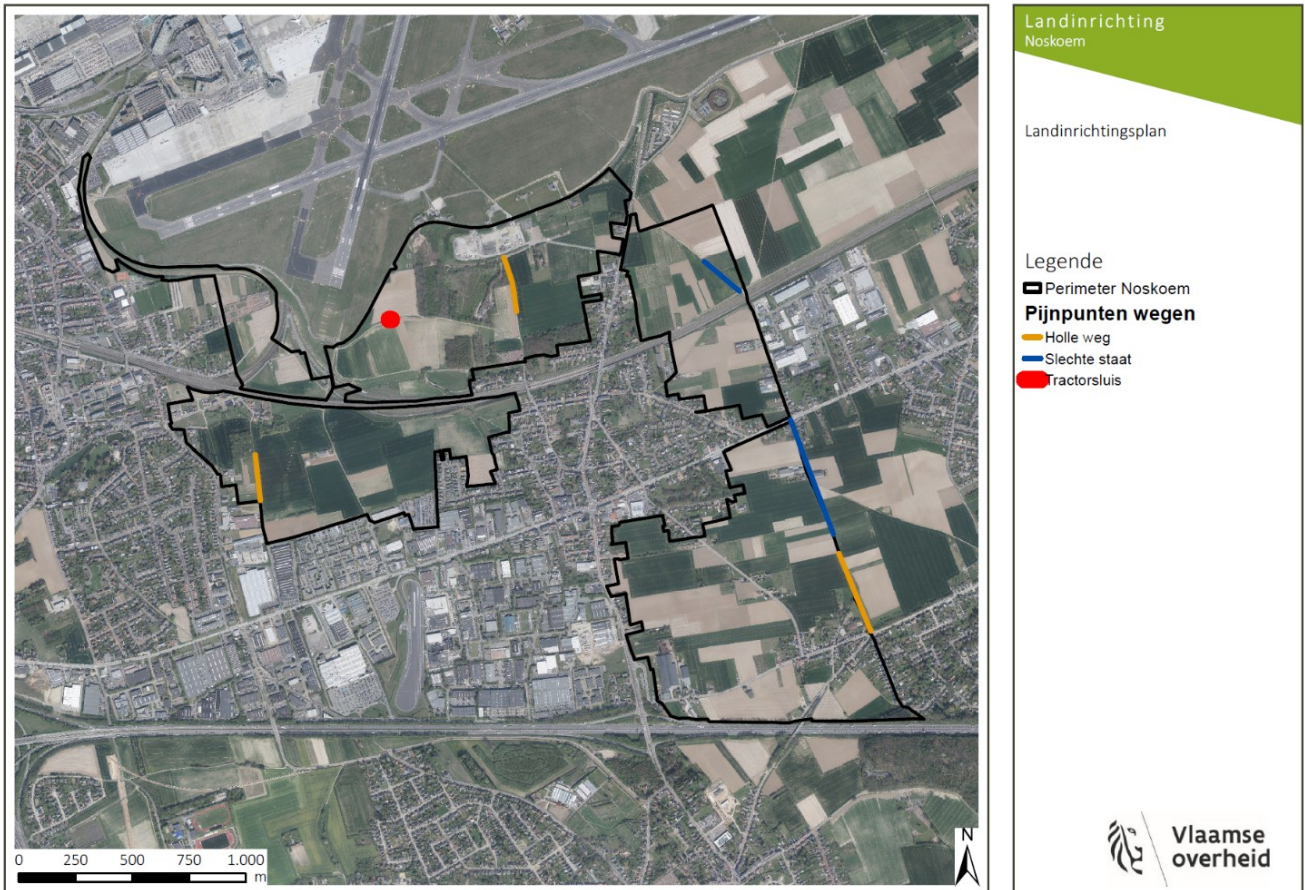 Landinrichting
Noskoem
Landinrichtingsplan
Legende
Perimeter Noskoem
Pijnpunten wegen
Holle weg
Slechte staat
Tractorsluis
0 250 500 750 1.000
m
N
Vlaamse
overheid